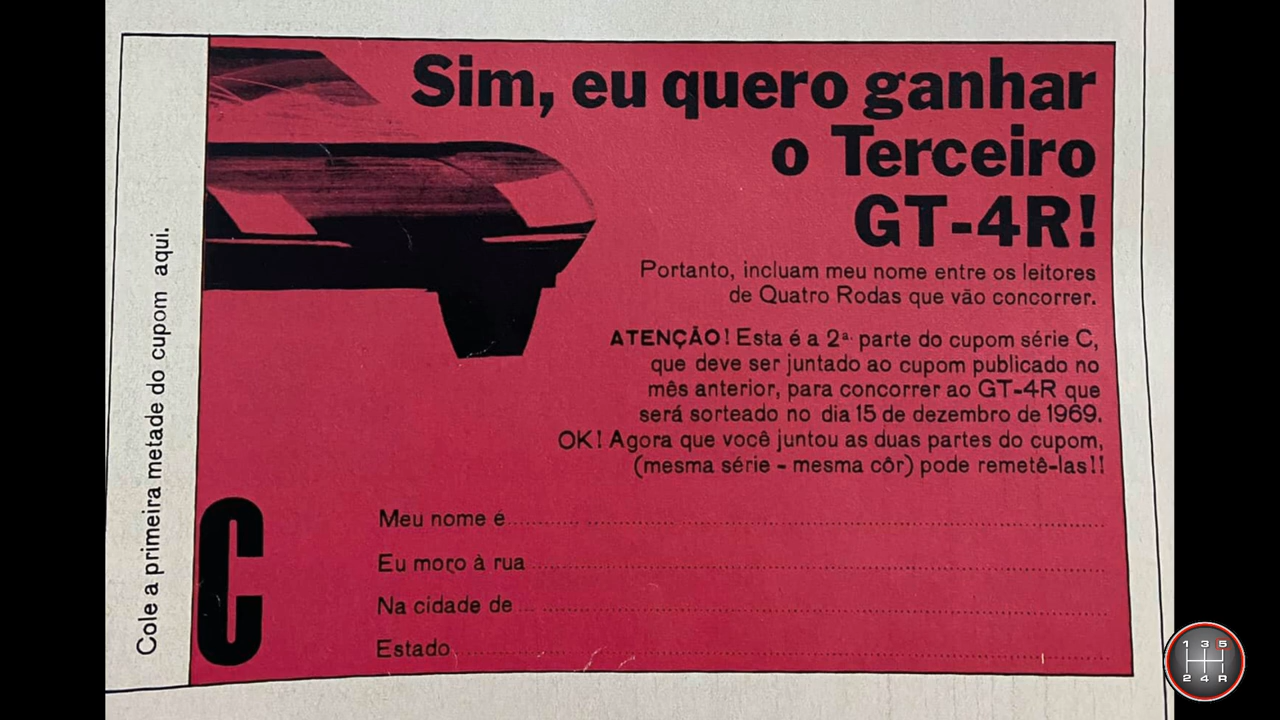 Sim, eu quero ganhar
o Terceiro
GT-4R!
Portanto, incluam meu nome entre os leitores
de Quatro Rodas que vão concorrer.
ATENÇÃO! Esta é a 2ª. parte do cupom série C,
que deve ser juntado ao cupom publicado no
mês anterior, para concorrer ao GT-4R que
será sorteado no dia 15 de dezembro de 1969.
OK! Agora que você juntou as duas partes do cupom,
(mesma série - mesma côr) pode remetê-las!!
Cole a primeira metade do cupom aqui.
C
Meu nome é
Eu moro à rua
Na cidade de
Estado
1 3 5
2 4 R